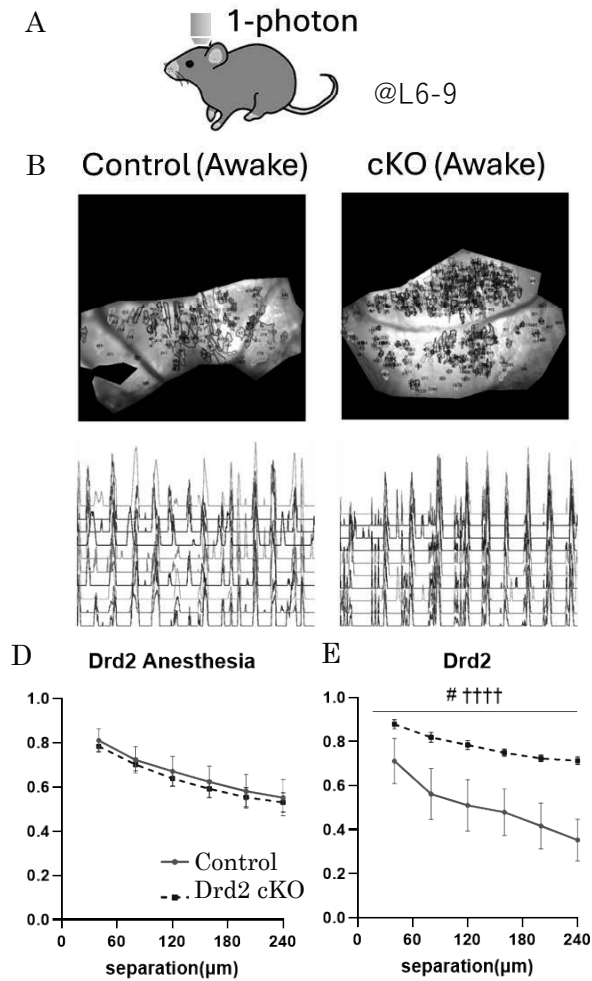 A
1-photon
@L6-9
B
Control (Awake)
cKO (Awake)
D
Drd2 Anesthesia
1.0
0.8
0.6
0.4
0.2
0.0
Control
Drd2 cKO
0
60
120
180
240
separation(μm)
E
Drd2
# ††††
1.0
0.8
0.6
0.4
0.2
0.0
0
60
120
180
240
separation(μm)